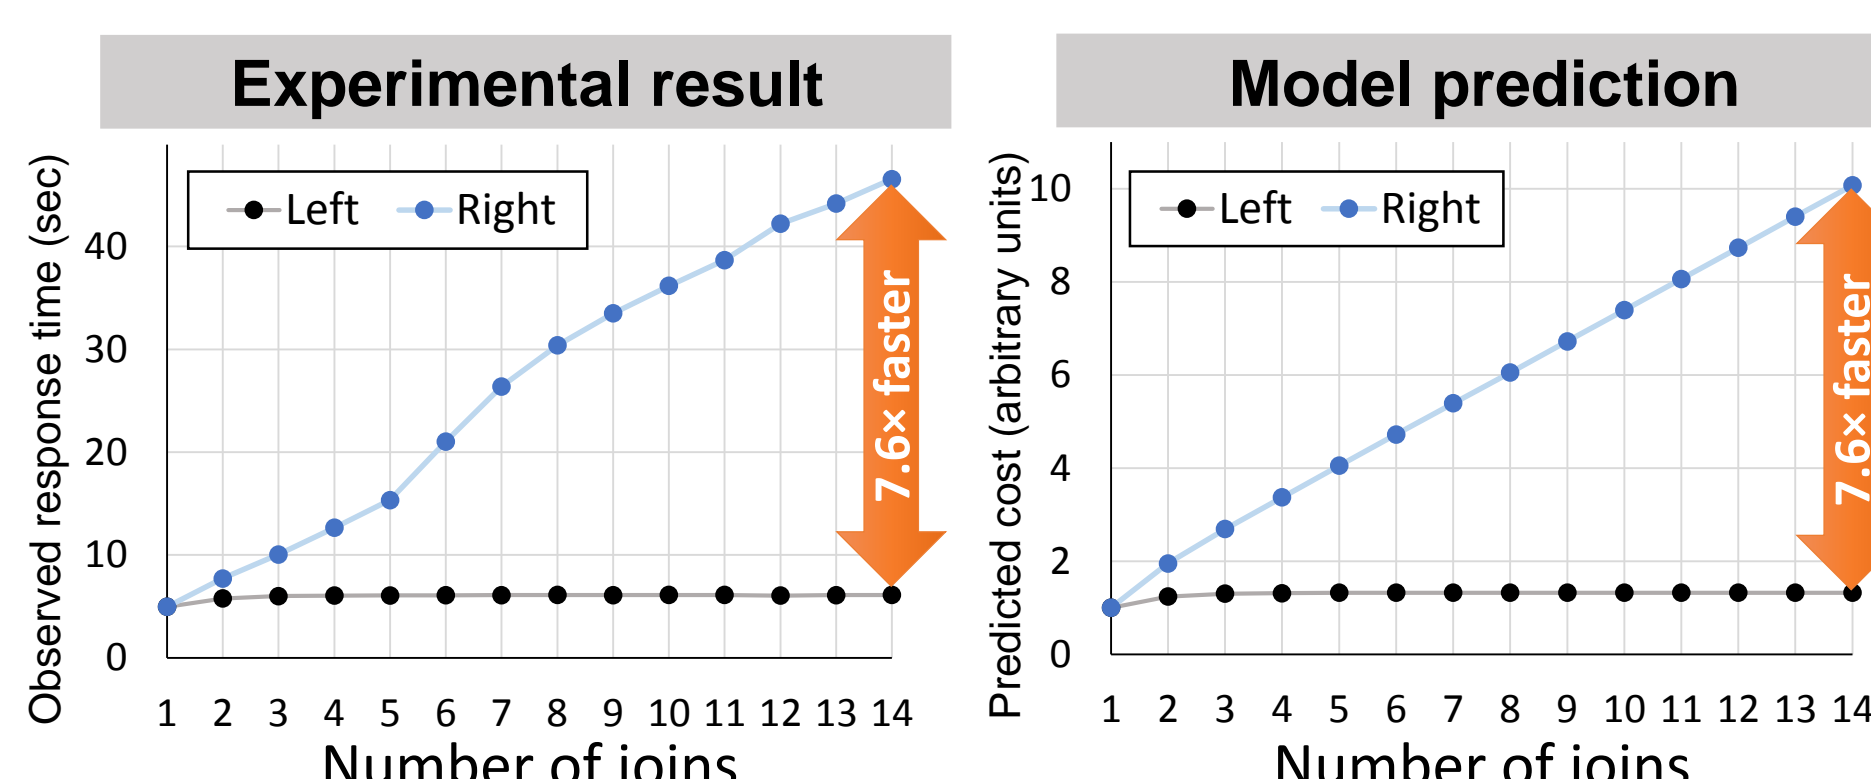 Experimental result
Observed response time (sec)
Left Right
40
30
20
10
0
7.6× faster
1 2 3 4 5 6 7 8 9 10 11 12 13 14
Number of joins
Model prediction
Predicted cost (arbitrary units)
Left Right
10
8
6
4
2
0
7.6× faster
1 2 3 4 5 6 7 8 9 10 11 12 13 14
Number of joins